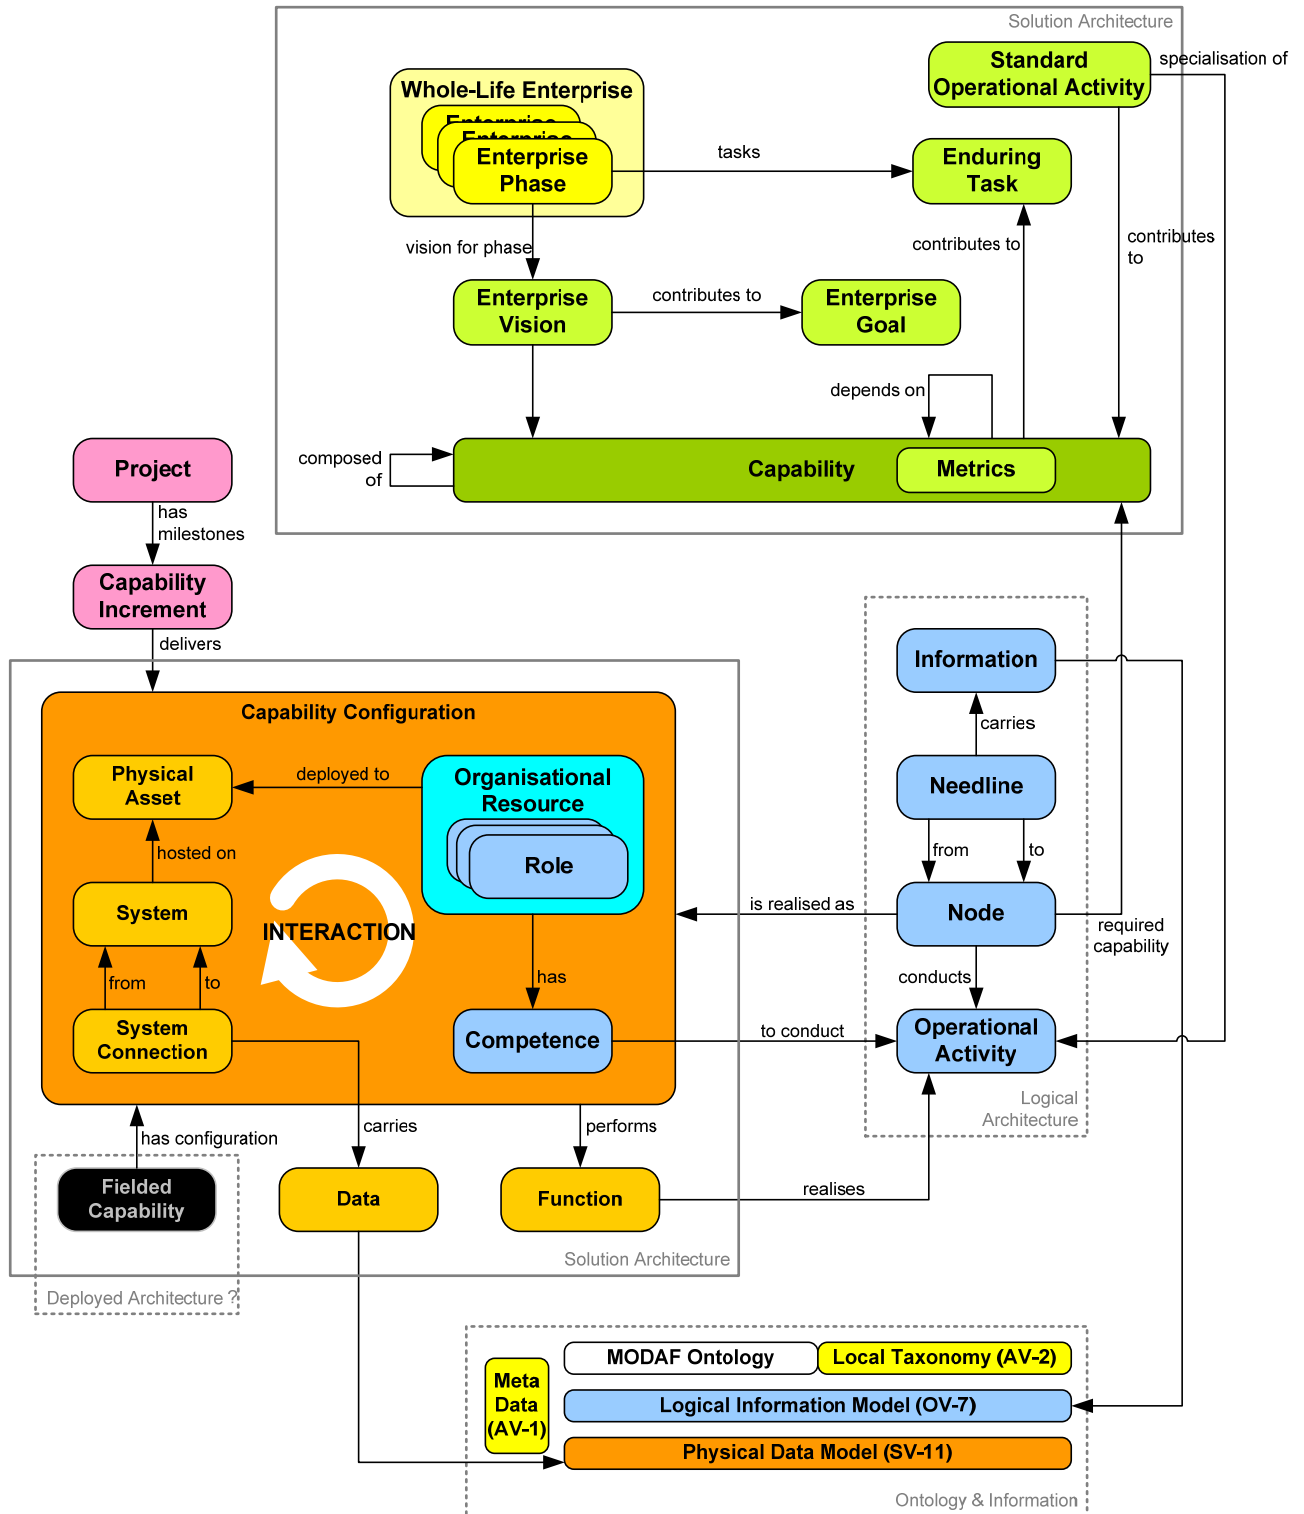 Solution Architecture
Standard
Operational Activity
specialisation of
Whole-Life Enterprise
Enterprise
Enterprise
Enterprise
Phase
tasks
Enduring
Task
vision for phase
contributes to
contributes
to
Enterprise
Vision
contributes to
Enterprise
Goal
depends on
composed
of
Capability
Metrics
Project
has
milestones
Capability
Increment
delivers
Information
carries
Needline
from
to
Node
is realised as
required
capability
conducts
Operational
Activity
Logical
Architecture
Capability Configuration
Physical
Asset
deployed to
Organisational
Resource
Role
hosted on
System
INTERACTION
from
to
has
System
Connection
Competence
to conduct
carries
performs
has configuration
Fielded
Capability
Data
Function
realises
Solution Architecture
Deployed Architecture ?
Meta
Data
(AV-1)
MODAF Ontology
Local Taxonomy (AV-2)
Logical Information Model (OV-7)
Physical Data Model (SV-11)
Ontology & Information